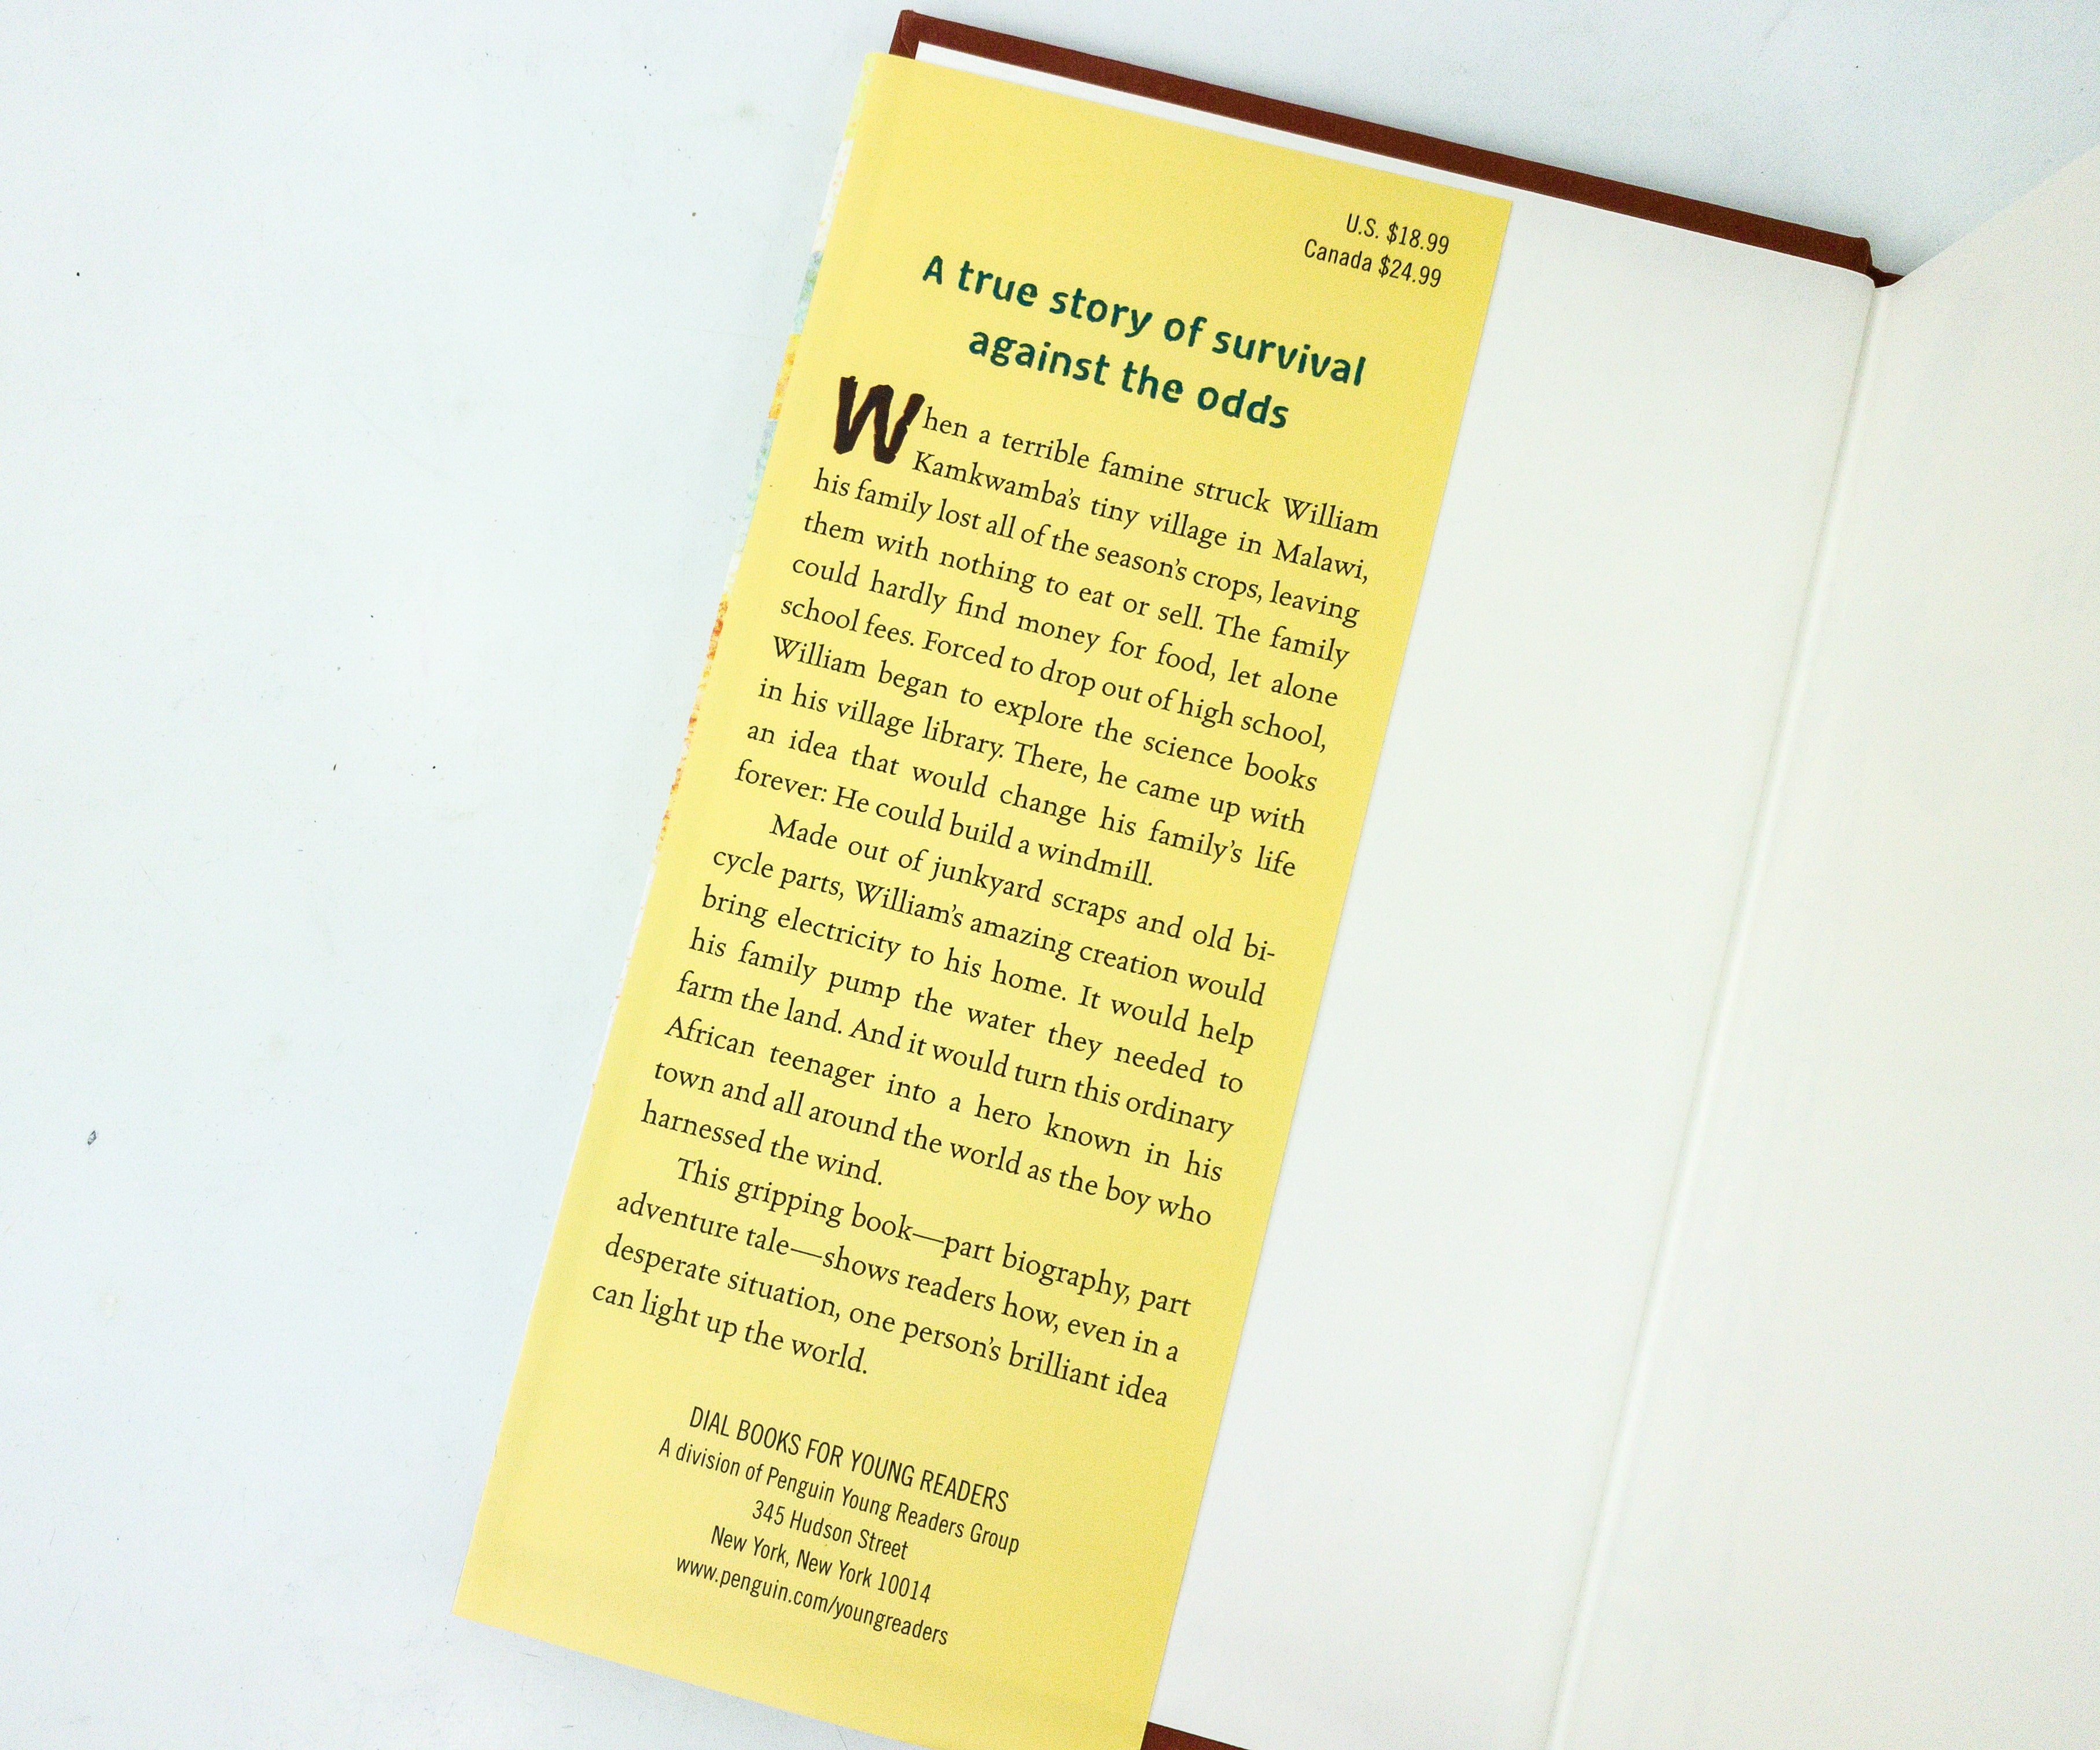 U.S. $18.99
Canada $24.99
A true story of survival
against the odds
When a terrible famine struck William
Kamkwamba's tiny village in Malawi,
his family lost all of the season's crops, leaving
them with nothing to eat or sell. The family
could hardly find money for food, let alone
school fees. Forced to drop out of high school,
William began to explore the science books
in his village library. There, he came up with
an idea that would change his family's life
forever: He could build a windmill.
Made out of junkyard scraps and old bi-
cycle parts, William's amazing creation would
bring electricity to his home. It would help
his family pump the water they needed to
farm the land. And it would turn this ordinary
African teenager into a hero known in his
town and all around the world as the boy who
harnessed the wind.
This gripping book—part biography, part
adventure tale—shows readers how, even in a
desperate situation, one person's brilliant idea
can light up the world.
DIAL BOOKS FOR YOUNG READERS
A division of Penguin Young Readers Group
345 Hudson Street
New York, New York 10014
www.penguin.com/youngreaders